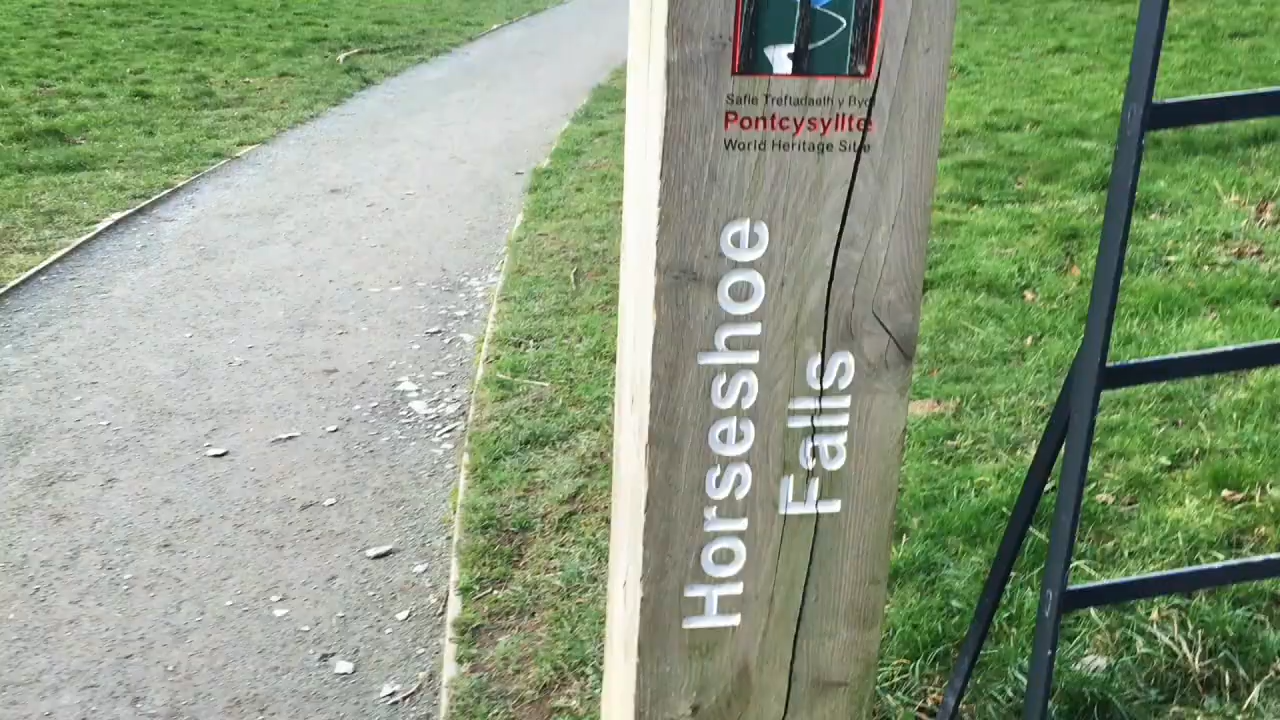 Safle Treftadaeth y Byd
Pontcysyllte
World Heritage Site
Horseshoe
Falls